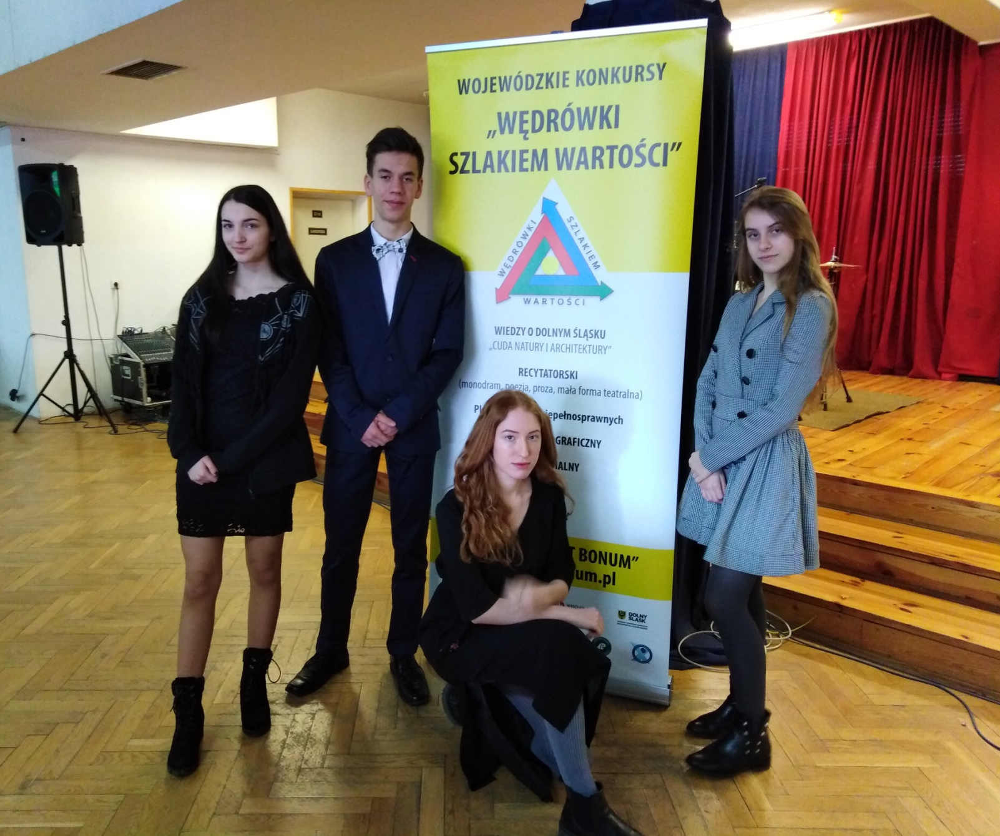 WOJEWÓDZKIE KONKURSY
„WĘDRÓWKI
SZLAKIEM WARTOŚCI”
WĘDRÓWKI
SZLAKIEM
WARTOŚCI
WIEDZY O DOLNYM ŚLĄSKU
„CUDA NATURY I ARCHITEKTURY”
RECYTATORSKI
(monodram, poezja, proza, mała forma teatralna)
iepełnosprawnych
GRAFICZNY
ALNY
T BONUM”
um.pl
DOLNY
ŚLĄSK